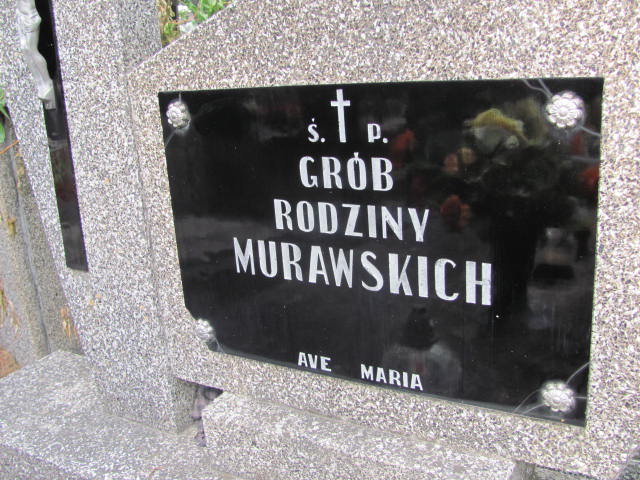 Ś. P.
GRÓB
RODZINY
MURAWSKICH
AVE MARIA